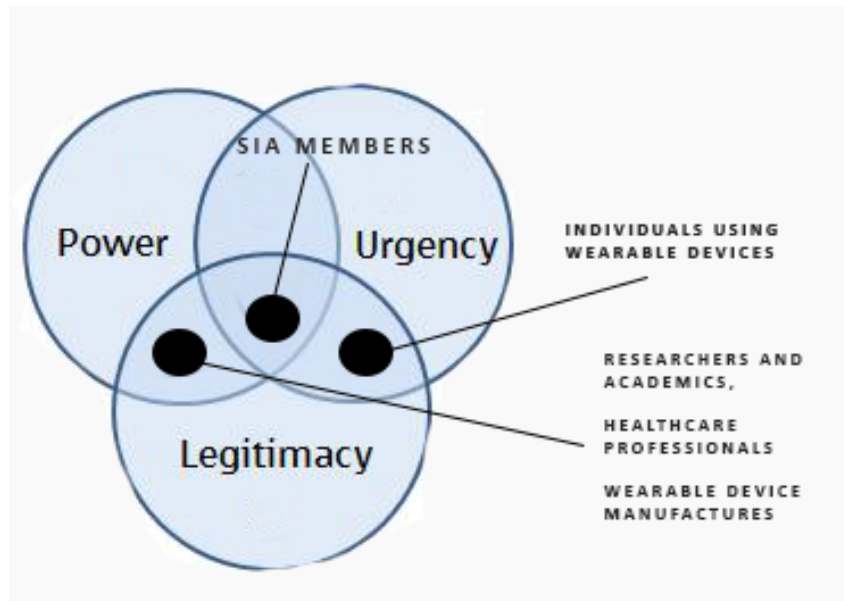 SIA MEMBERS
Power
Urgency
INDIVIDUALS USING
WEARABLE DEVICES
RESEARCHERS AND
ACADEMICS,
HEALTHCARE
PROFESSIONALS
Legitimacy
WEARABLE DEVICE
MANUFACTURES